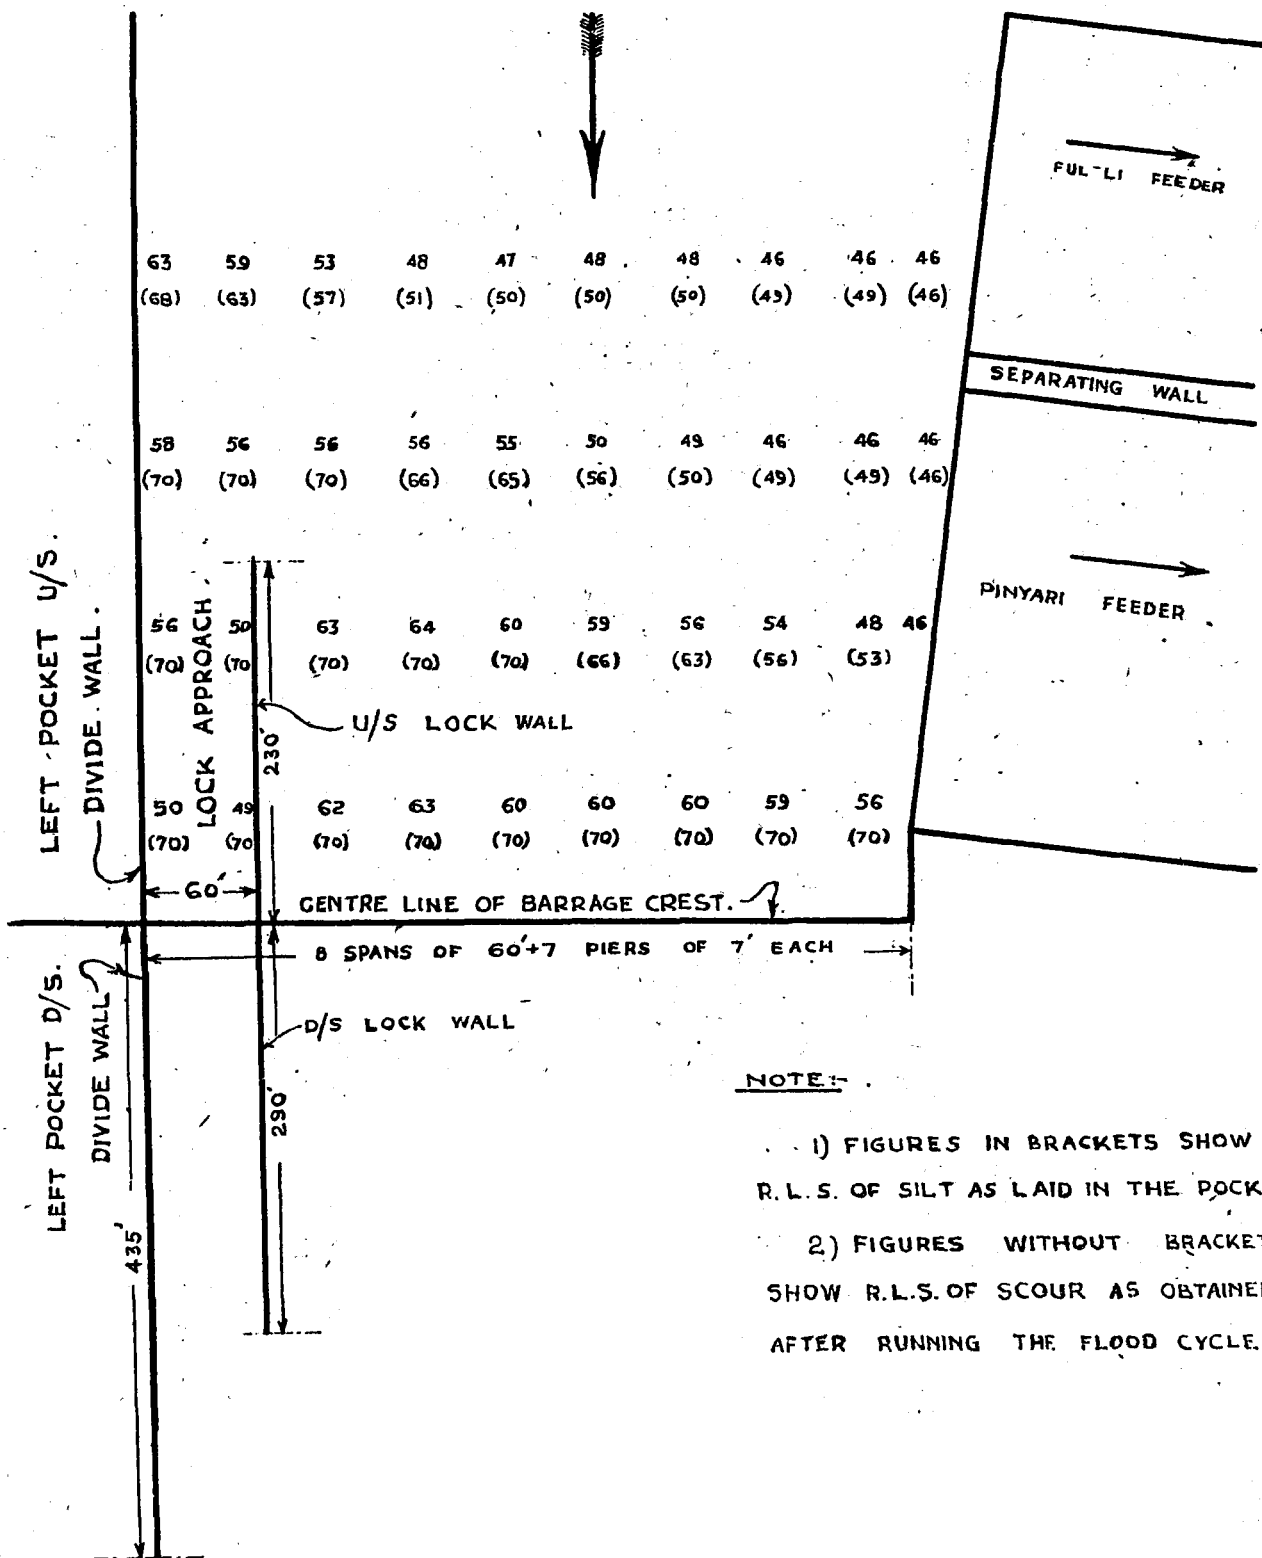 FUL-LI FEEDER
63 59 53 48 47 48 48 46 46 46
(68) (63) (57) (51) (50) (50) (50) (49) (49) (46)
SEPARATING WALL
58 56 56 56 55 50 49 46 46 46
(70) (70) (70) (66) (65) (56) (50) (49) (49) (46)
LEFT POCKET U/S.
DIVIDE WALL.
LOCK APPROACH.
PINYARI FEEDER
56 50 63 64 60 59 56 54 48 46
(70) (70 (70) (70) (70) (66) (63) (56) (53)
U/S LOCK WALL
230'
50 49 62 63 60 60 60 59 56
(70) (70 (70) (70) (70) (70) (70) (70) (70)
60'
CENTRE LINE OF BARRAGE CREST.
8 SPANS OF 60'+7 PIERS OF 7' EACH
LEFT POCKET D/S.
DIVIDE WALL
D/S LOCK WALL
290'
435'
NOTE:-
1) FIGURES IN BRACKETS SHOW
R.L.S. OF SILT AS LAID IN THE POCK
2) FIGURES WITHOUT BRACKET
SHOW R.L.S. OF SCOUR AS OBTAINE
AFTER RUNNING THE FLOOD CYCLE.